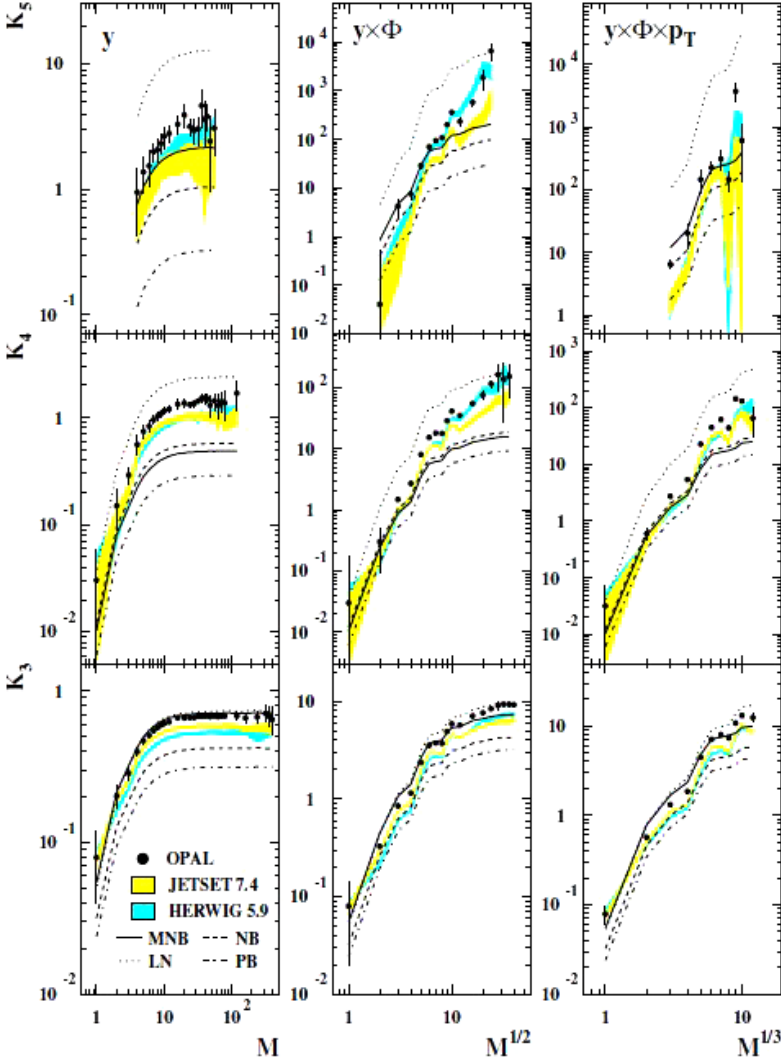 K5 y y×Φ y×Φ×pT
10 10^4 10^4
10^3 10^3
10^2 10^2
1 10 10
1 1
10^-1 10^-1
10^-2
K4
10^3
10^2 10^2
1 10 10
10^-1 1 1
10^-1 10^-1
10^-2 10^-2 10^-2
K3
1 10 10
1 1
10^-1 10^-1 10^-1
OPAL
JETSET 7.4
HERWIG 5.9
MNB NB
LN PB
10^-2 10^-2 10^-2
1 10 10^2 1 10 1 10
M M^1/2 M^1/3